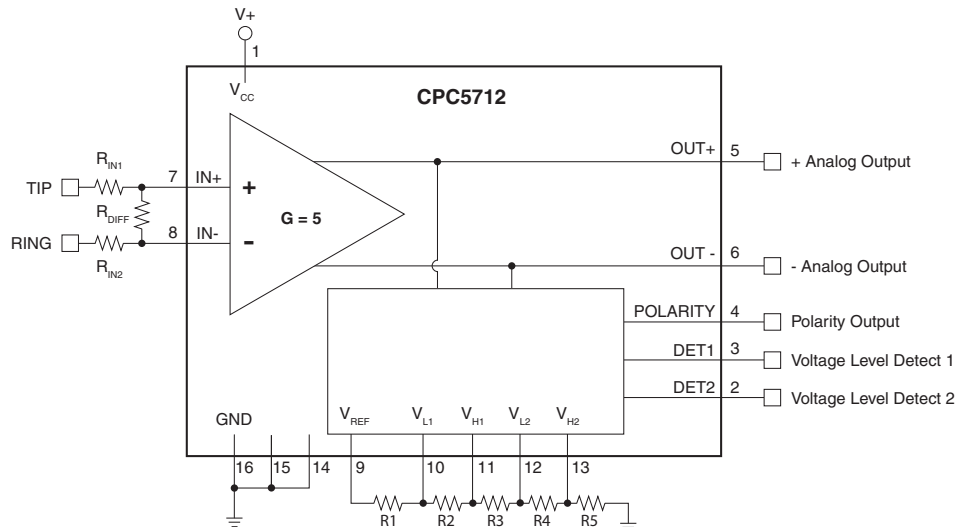 V+
1
V_CC
CPC5712
OUT+ 5 + Analog Output
R_IN1
TIP 7 IN+ +
R_DIFF G = 5
RING 8 IN- -
R_IN2
OUT - 6 - Analog Output
POLARITY 4 Polarity Output
DET1 3 Voltage Level Detect 1
DET2 2 Voltage Level Detect 2
GND V_REF V_L1 V_H1 V_L2 V_H2
16 15 14 9 10 11 12 13
R1 R2 R3 R4 R5